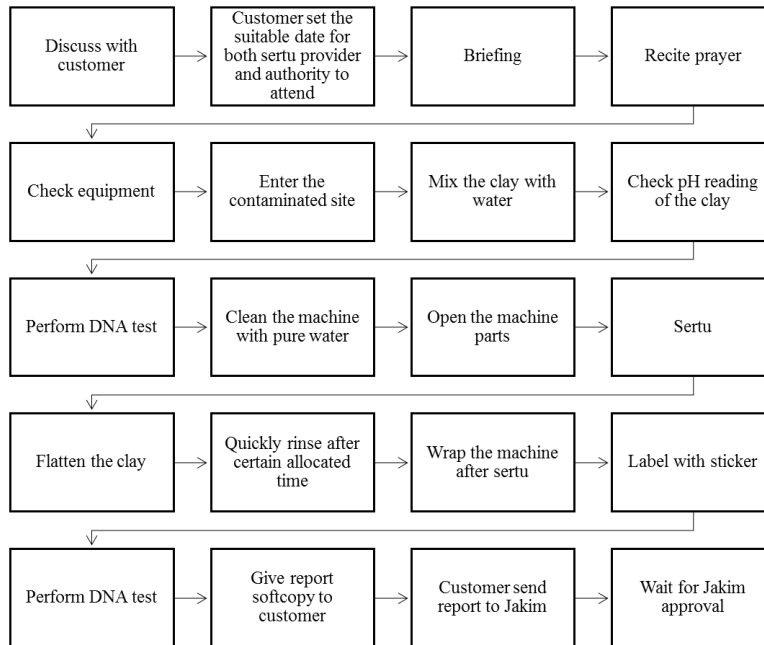 Discuss with
customer
Customer set the
suitable date for
both sertu provider
and authority to
attend
Briefing
Recite prayer
Check equipment
Enter the
contaminated site
Mix the clay with
water
Check pH reading
of the clay
Perform DNA test
Clean the machine
with pure water
Open the machine
parts
Sertu
Flatten the clay
Quickly rinse after
certain allocated
time
Wrap the machine
after sertu
Label with sticker
Perform DNA test
Give report
softcopy to
customer
Customer send
report to Jakim
Wait for Jakim
approval